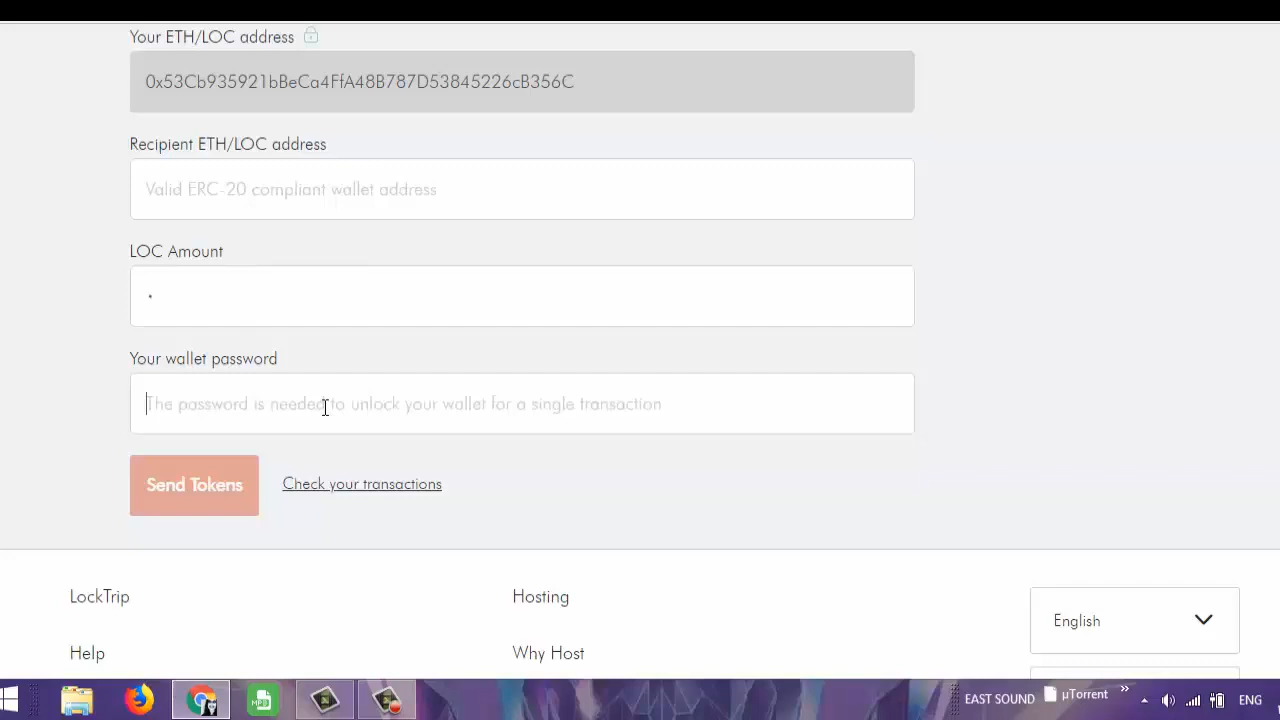 Your ETH/LOC address
0x53Cb935921bBeCa4FfA48B787D53845226cB356C
Recipient ETH/LOC address
Valid ERC-20 compliant wallet address
LOC Amount
Your wallet password
The password is needed to unlock your wallet for a single transaction
Send Tokens Check your transactions
LockTrip Hosting
English
Help Why Host
EAST SOUND µTorrent » ENG